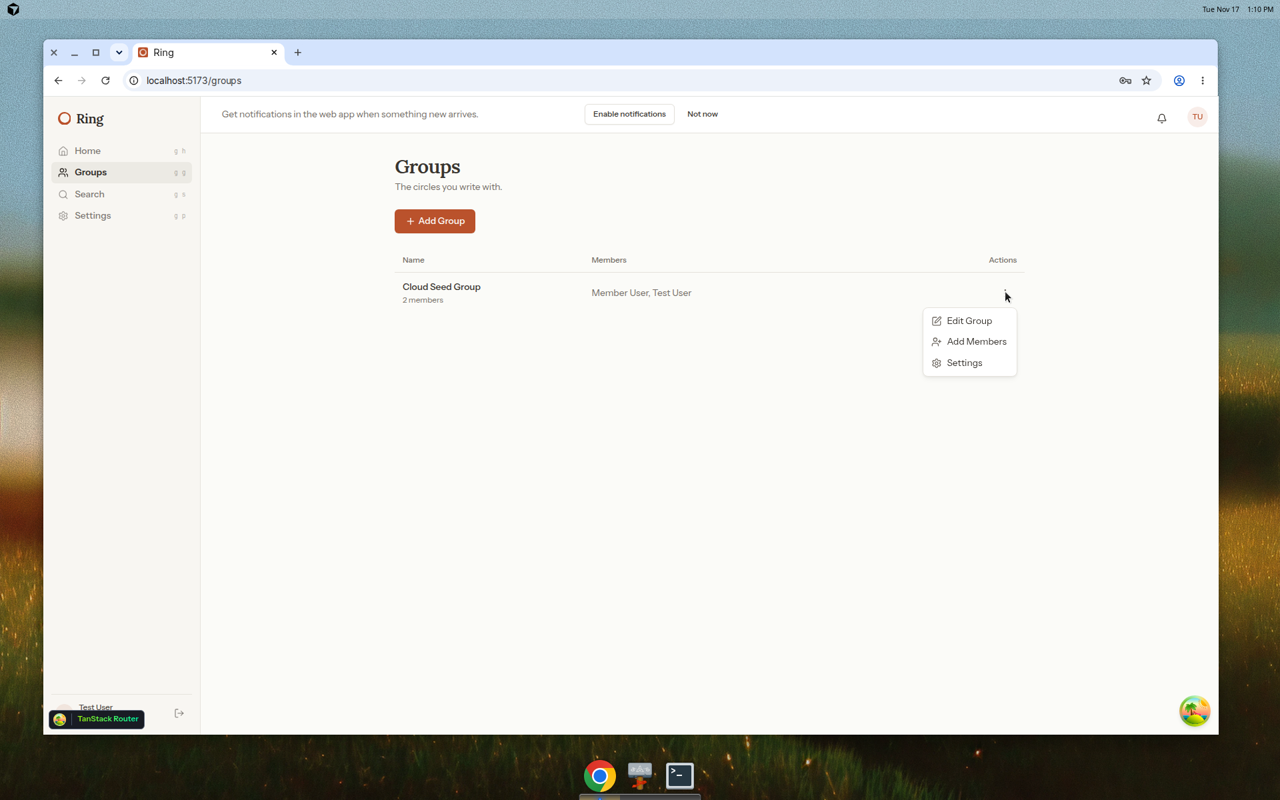 Tue Nov 17 1:10 PM
Ring
localhost:5173/groups
Ring
Get notifications in the web app when something new arrives.
Enable notifications
Not now
TU
Home g h
Groups g g
Search g s
Settings g p
Groups
The circles you write with.
+ Add Group
Name Members Actions
Cloud Seed Group
2 members
Member User, Test User
Edit Group
Add Members
Settings
Test User
TanStack Router